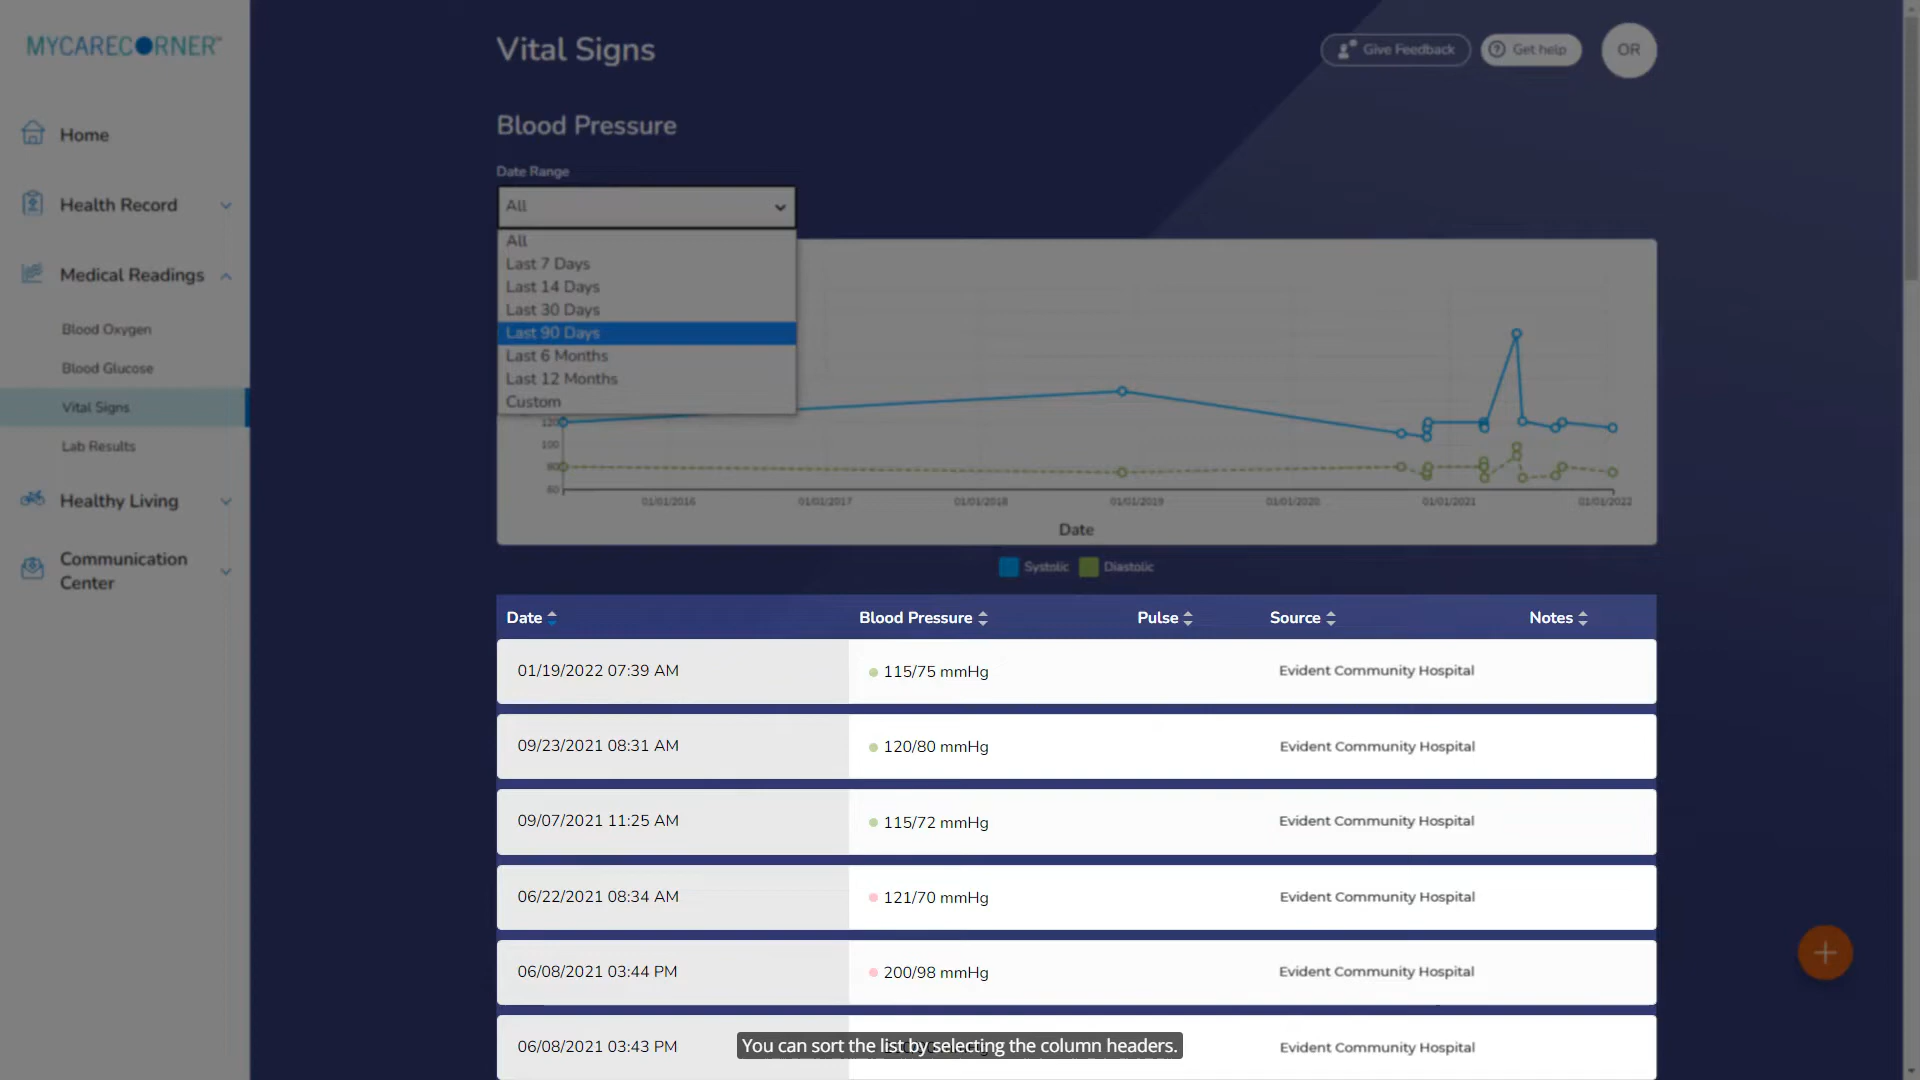 MYCARECORNER
Home
Health Record
Medical Readings
Blood Oxygen
Blood Glucose
Vital Signs
Lab Results
Healthy Living
Communication
Center
Vital Signs
Give Feedback
Get help
OR
Blood Pressure
Date Range
All
All
Last 7 Days
Last 14 Days
Last 30 Days
Last 90 Days
Last 6 Months
Last 12 Months
Custom
120
100
80
60
01/01/2016 01/01/2017 01/01/2018 01/01/2019 01/01/2020 01/01/2021 01/01/2022
Date
Systolic Diastolic
Date Blood Pressure Pulse Source Notes
01/19/2022 07:39 AM 115/75 mmHg Evident Community Hospital
09/23/2021 08:31 AM 120/80 mmHg Evident Community Hospital
09/07/2021 11:25 AM 115/72 mmHg Evident Community Hospital
06/22/2021 08:34 AM 121/70 mmHg Evident Community Hospital
06/08/2021 03:44 PM 200/98 mmHg Evident Community Hospital
06/08/2021 03:43 PM Evident Community Hospital
You can sort the list by selecting the column headers.